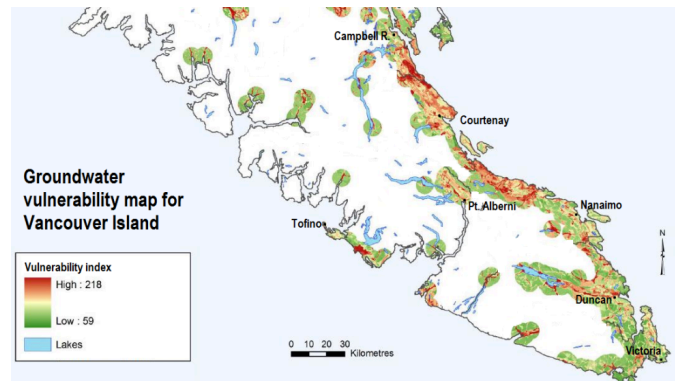 Campbell R.
Courtenay
Groundwater
vulnerability map for
Vancouver Island
Pt. Alberni
Nanaimo
Tofino
N
Vulnerability index
High : 218
Low : 59
Lakes
Duncan
Victoria
0 10 20 30
Kilometres